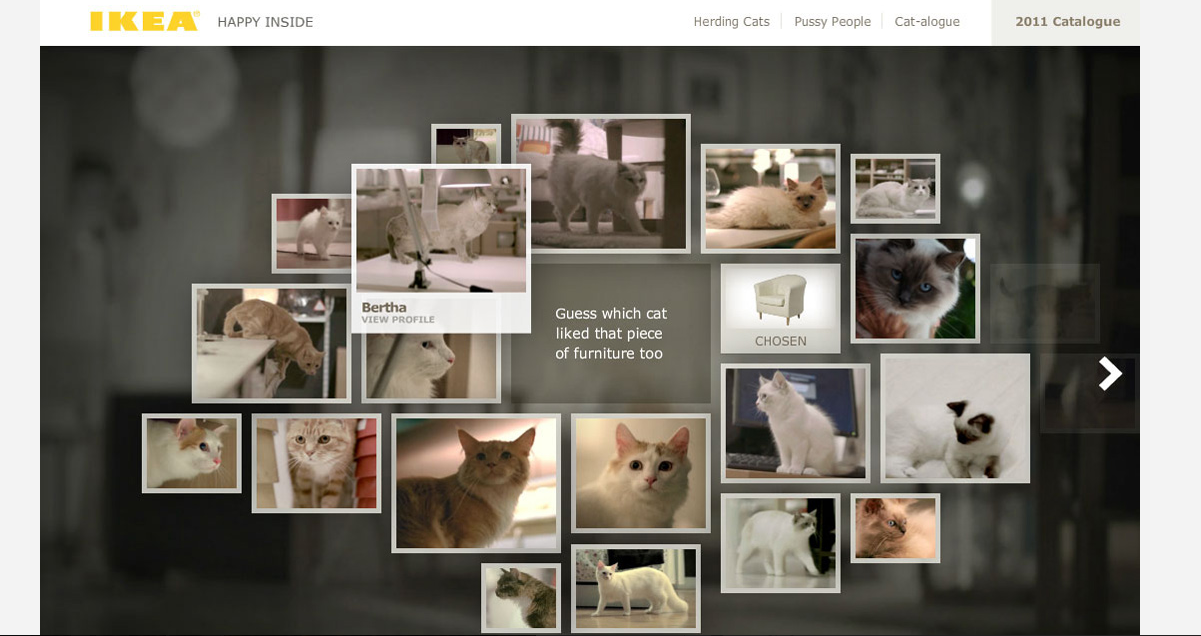 IKEA® HAPPY INSIDE Herding Cats Pussy People Cat-alogue 2011 Catalogue
Bertha
VIEW PROFILE
Guess which cat
liked that piece
of furniture too
CHOSEN